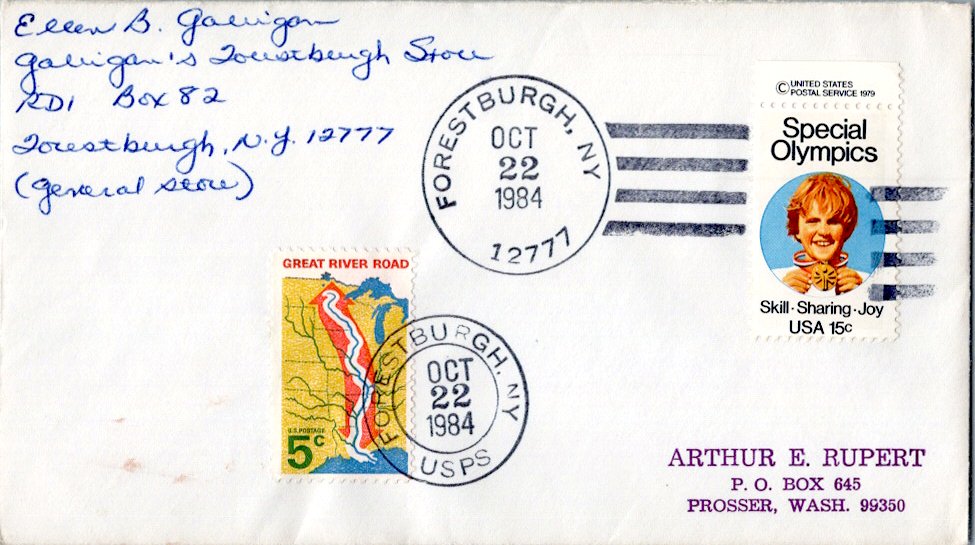 Ellen B. Galligan
Galligan's Forestburgh Store
RD1 Box 82
Forestburgh, N.Y. 12777
(general store)
FORESTBURGH, NY
OCT
22
1984
12777
© UNITED STATES
POSTAL SERVICE 1979
Special
Olympics
Skill·Sharing·Joy
USA 15c
GREAT RIVER ROAD
U.S. POSTAGE
5c
FORESTBURGH, NY
OCT
22
1984
USPS
ARTHUR E. RUPERT
P. O. BOX 645
PROSSER, WASH. 99350